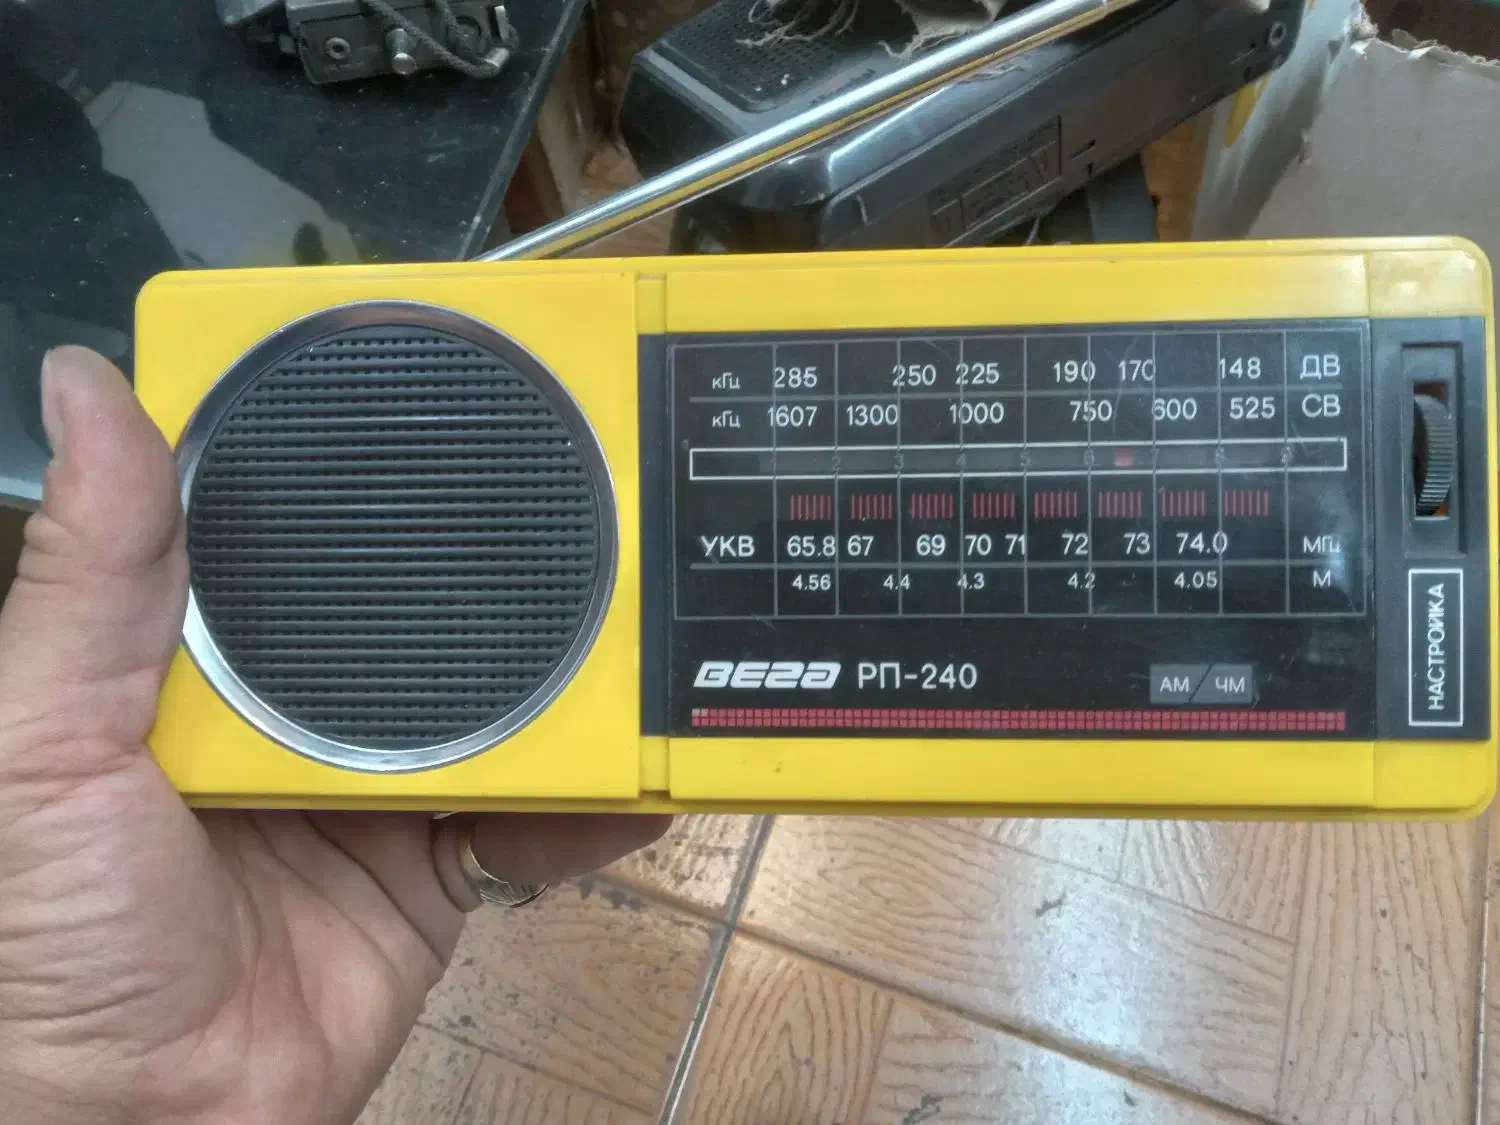 кГц 285 250 225 190 170 148 ДВ
кГц 1607 1300 1000 750 600 525 СВ
2 3 4 5 6 7 8 9
УКВ 65.8 67 69 70 71 72 73 74.0 МГц
4.56 4.4 4.3 4.2 4.05 М
ВЕГА РП-240
АМ/ЧМ
НАСТРОЙКА